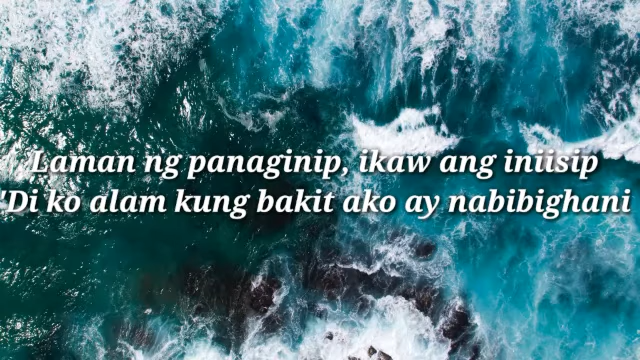 Laman ng panaginip, ikaw ang iniisip
'Di ko alam kung bakit ako ay nabibighani